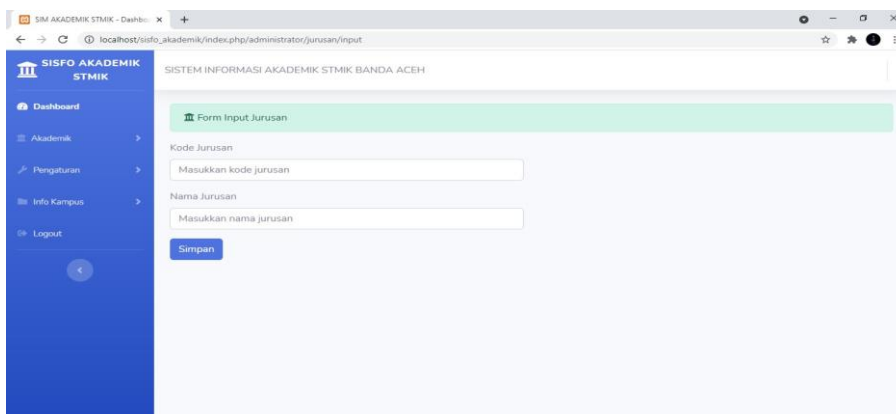 SIM AKADEMIK STMIK - Dashbo
localhost/sisfo_akademik/index.php/administrator/jurusan/input
SISFO AKADEMIK
STMIK
SISTEM INFORMASI AKADEMIK STMIK BANDA ACEH
Dashboard
Akademik
Pengaturan
Info Kampus
Logout
Form Input Jurusan
Kode Jurusan
Masukkan kode jurusan
Nama Jurusan
Masukkan nama jurusan
Simpan